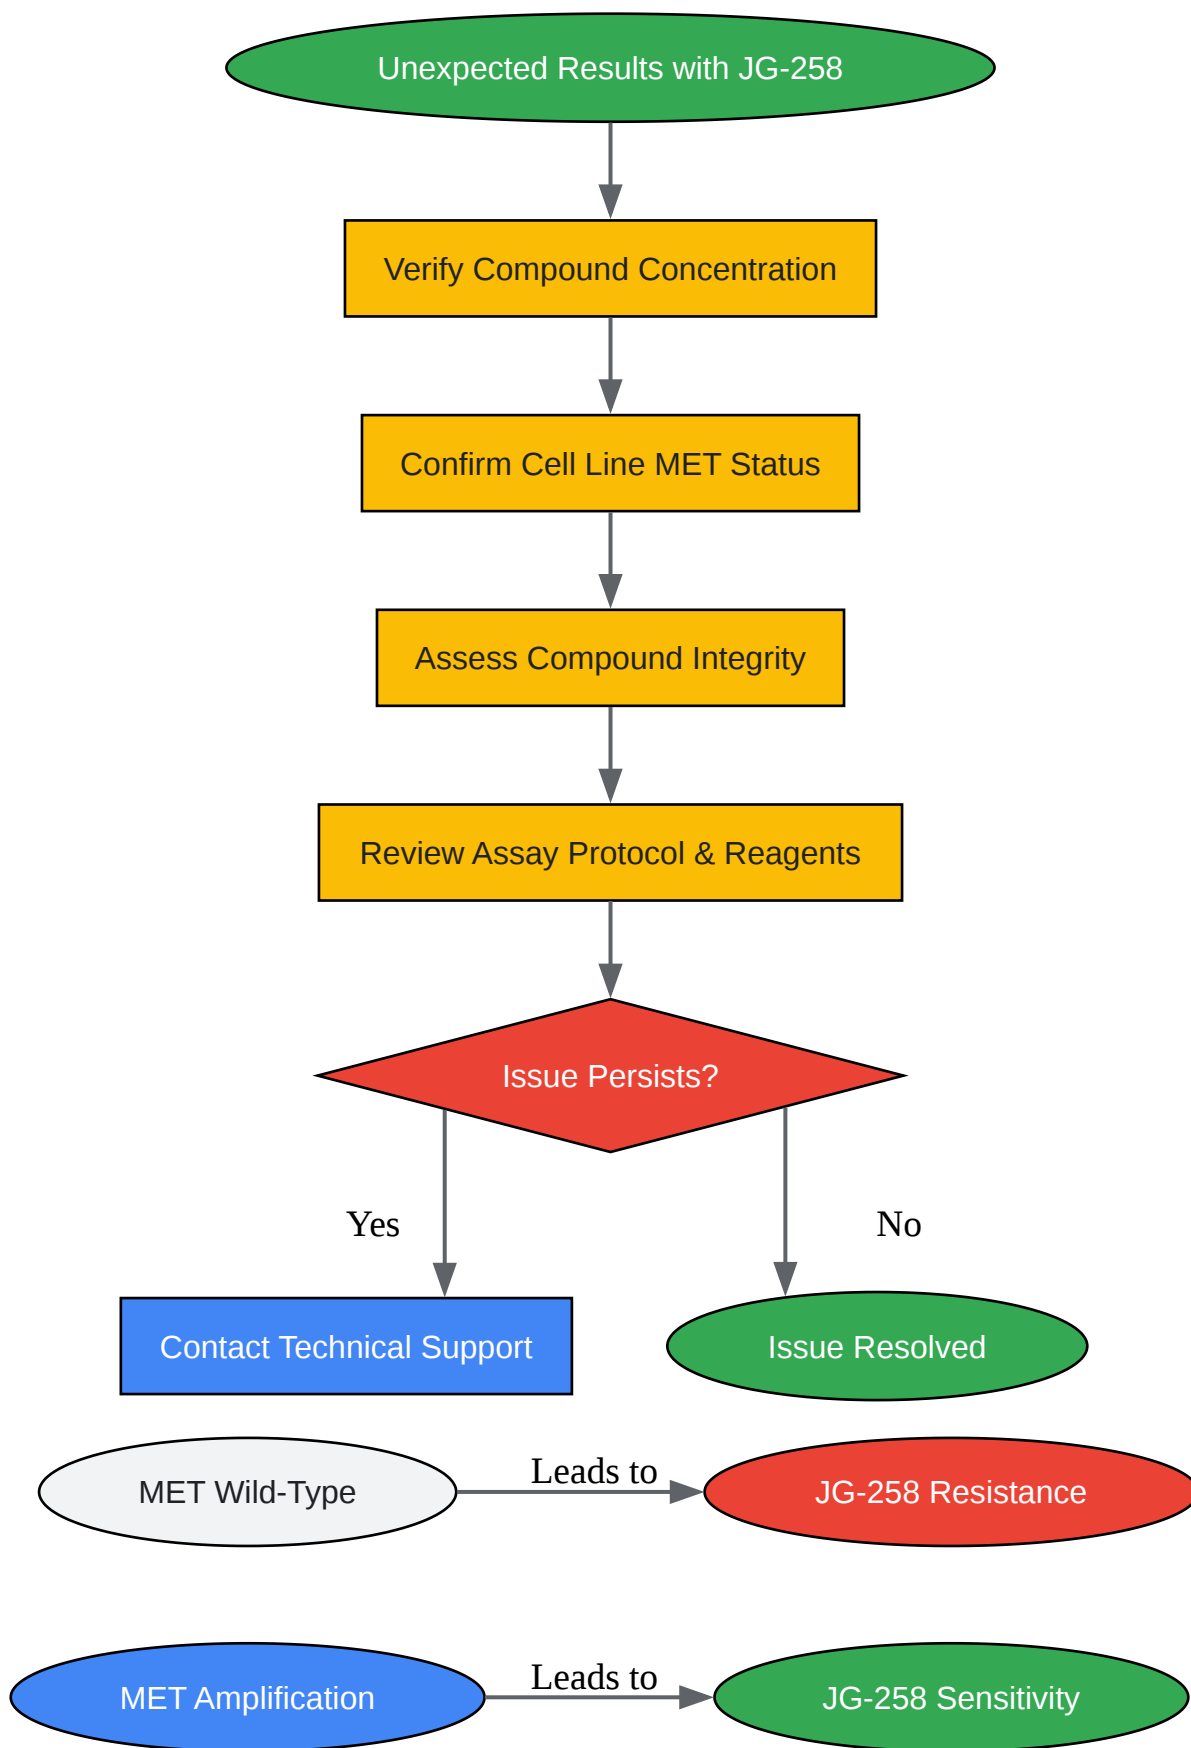 Unexpected Results with JG-258
Verify Compound Concentration
Confirm Cell Line MET Status
Assess Compound Integrity
Review Assay Protocol & Reagents
Issue Persists?
Yes
No
Contact Technical Support
Issue Resolved
MET Wild-Type
Leads to
JG-258 Resistance
MET Amplification
Leads to
JG-258 Sensitivity